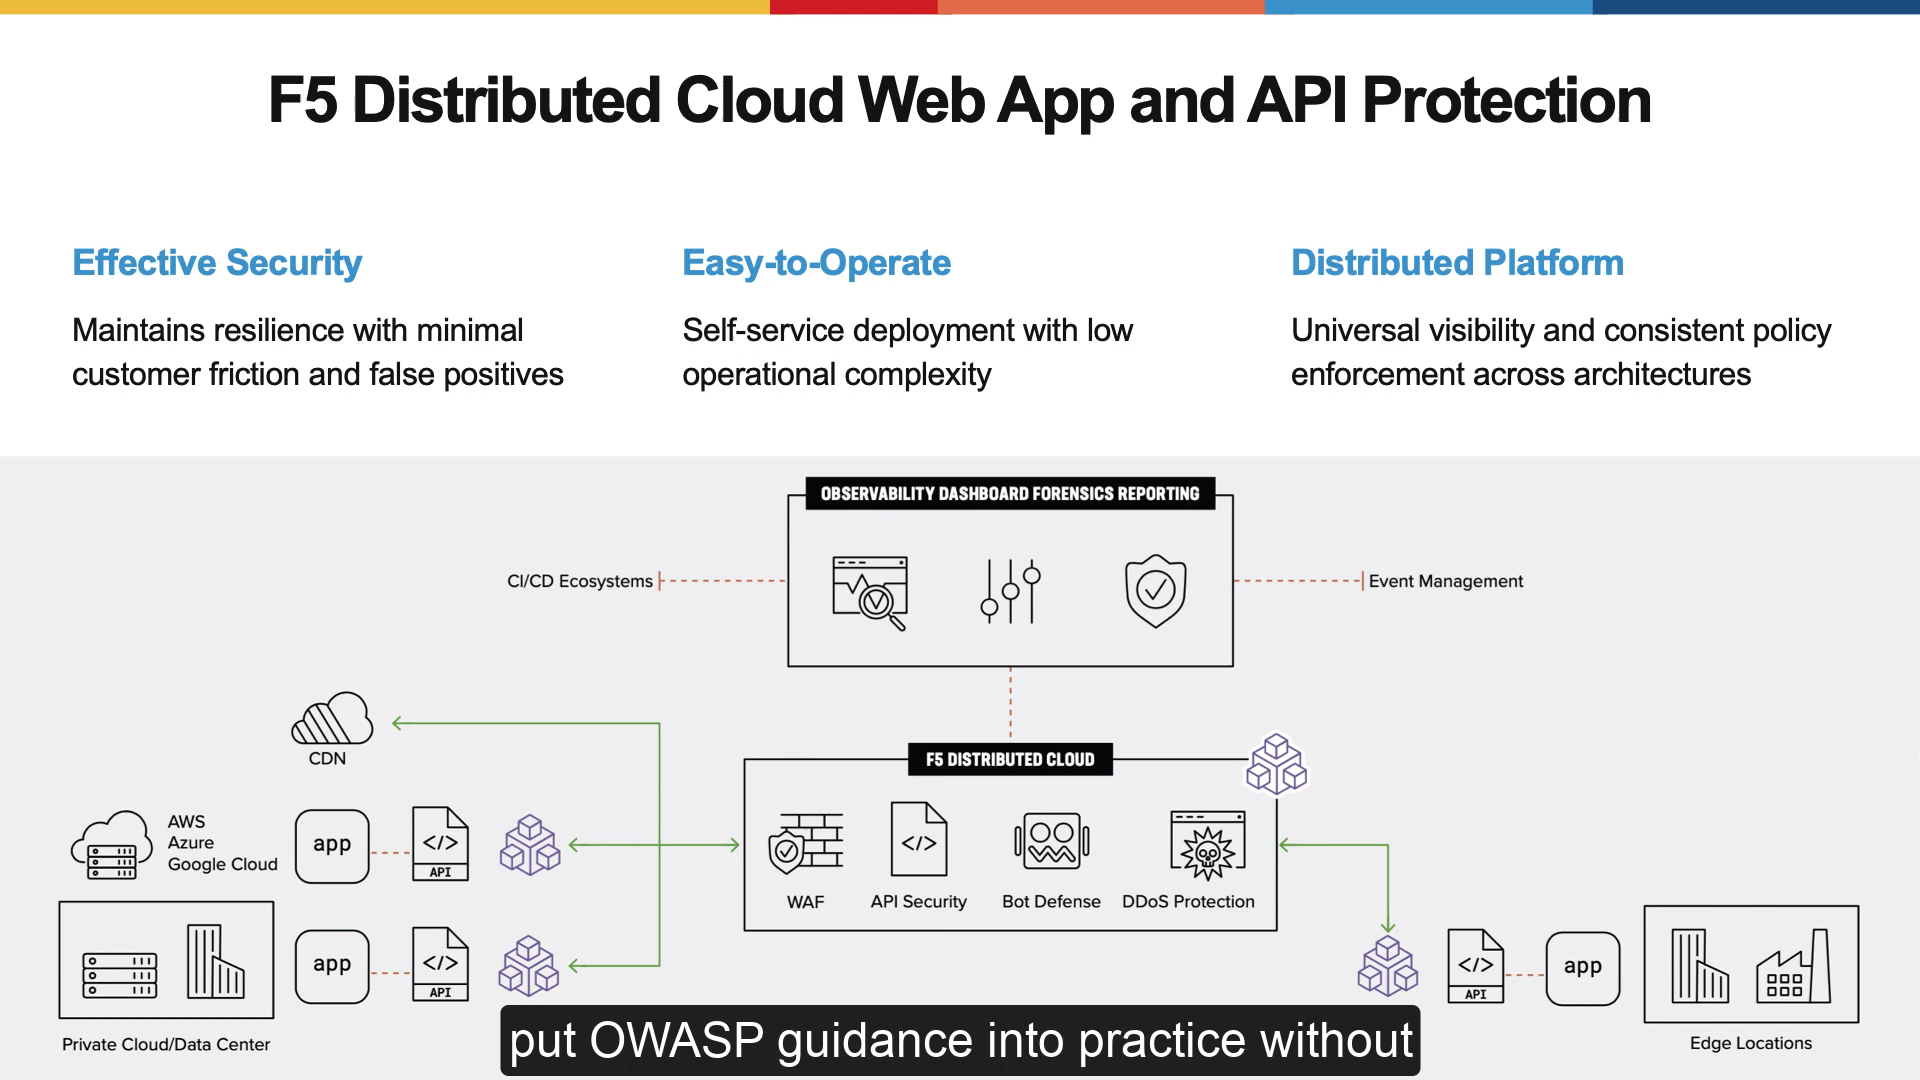 F5 Distributed Cloud Web App and API Protection
Effective Security
Maintains resilience with minimal
customer friction and false positives
Easy-to-Operate
Self-service deployment with low
operational complexity
Distributed Platform
Universal visibility and consistent policy
enforcement across architectures
OBSERVABILITY DASHBOARD FORENSICS REPORTING
CI/CD Ecosystems
Event Management
CDN
F5 DISTRIBUTED CLOUD
AWS
Azure
Google Cloud
app
</>
API
</>
WAF
API Security
Bot Defense
DDoS Protection
app
</>
API
</>
API
app
Private Cloud/Data Center
Edge Locations
put OWASP guidance into practice without